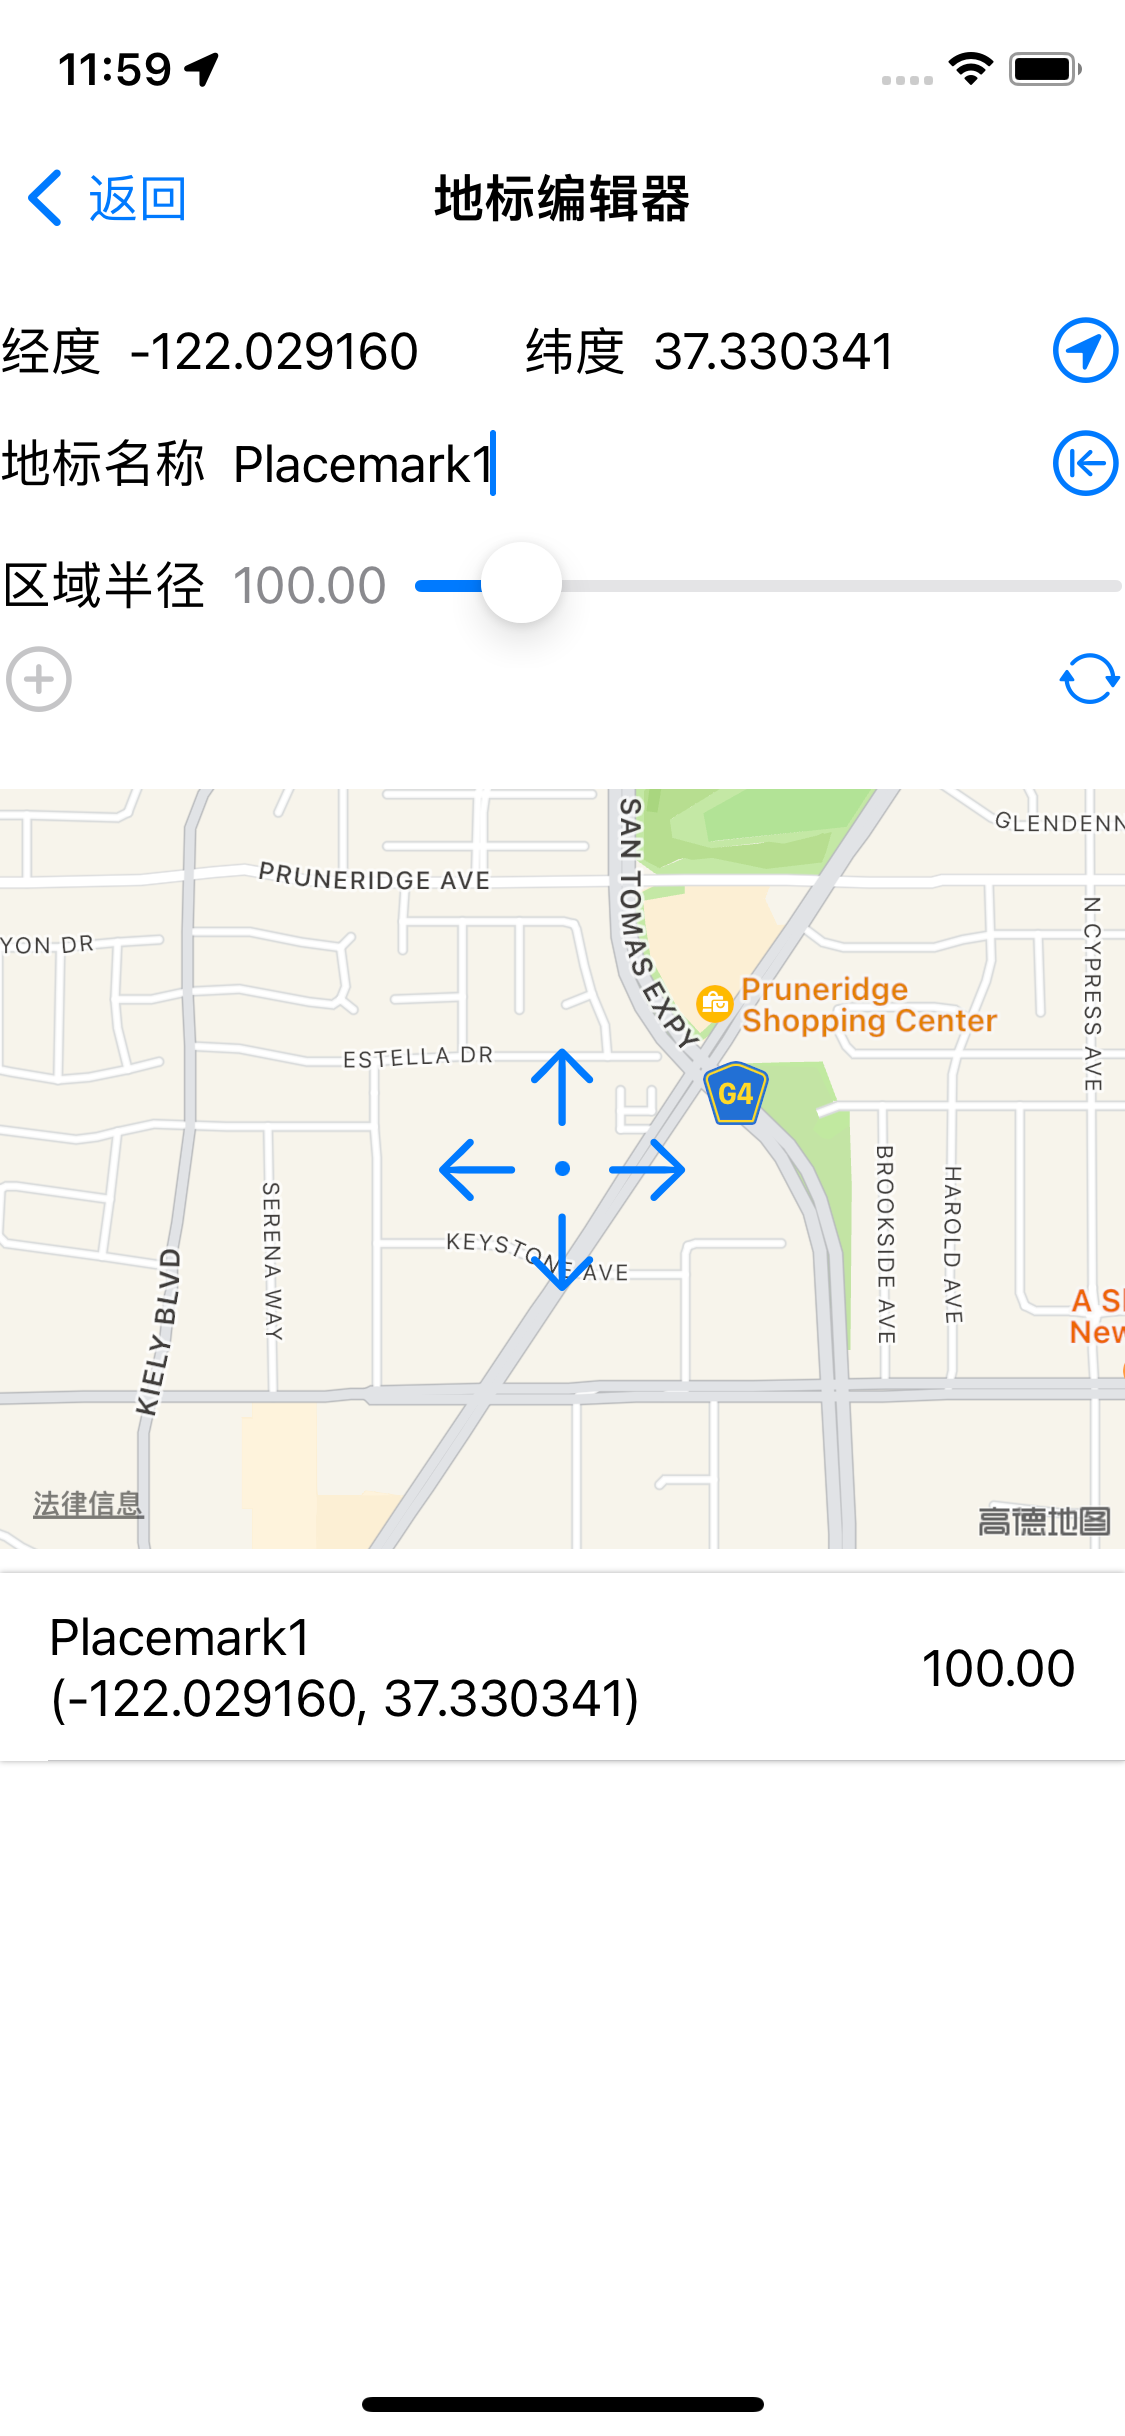 11:59
返回
地标编辑器
经度 -122.029160 纬度 37.330341
地标名称 Placemark1
区域半径 100.00
GLENDENN
SAN TOMAS EXPY
PRUNERIDGE AVE
YON DR
N CYPRESS AVE
Pruneridge
Shopping Center
ESTELLA DR
G4
BROOKSIDE AVE
HAROLD AVE
SERENA WAY
KEYSTONE AVE
KIELY BLVD
A S
New
法律信息
高德地图
Placemark1
(-122.029160, 37.330341)
100.00